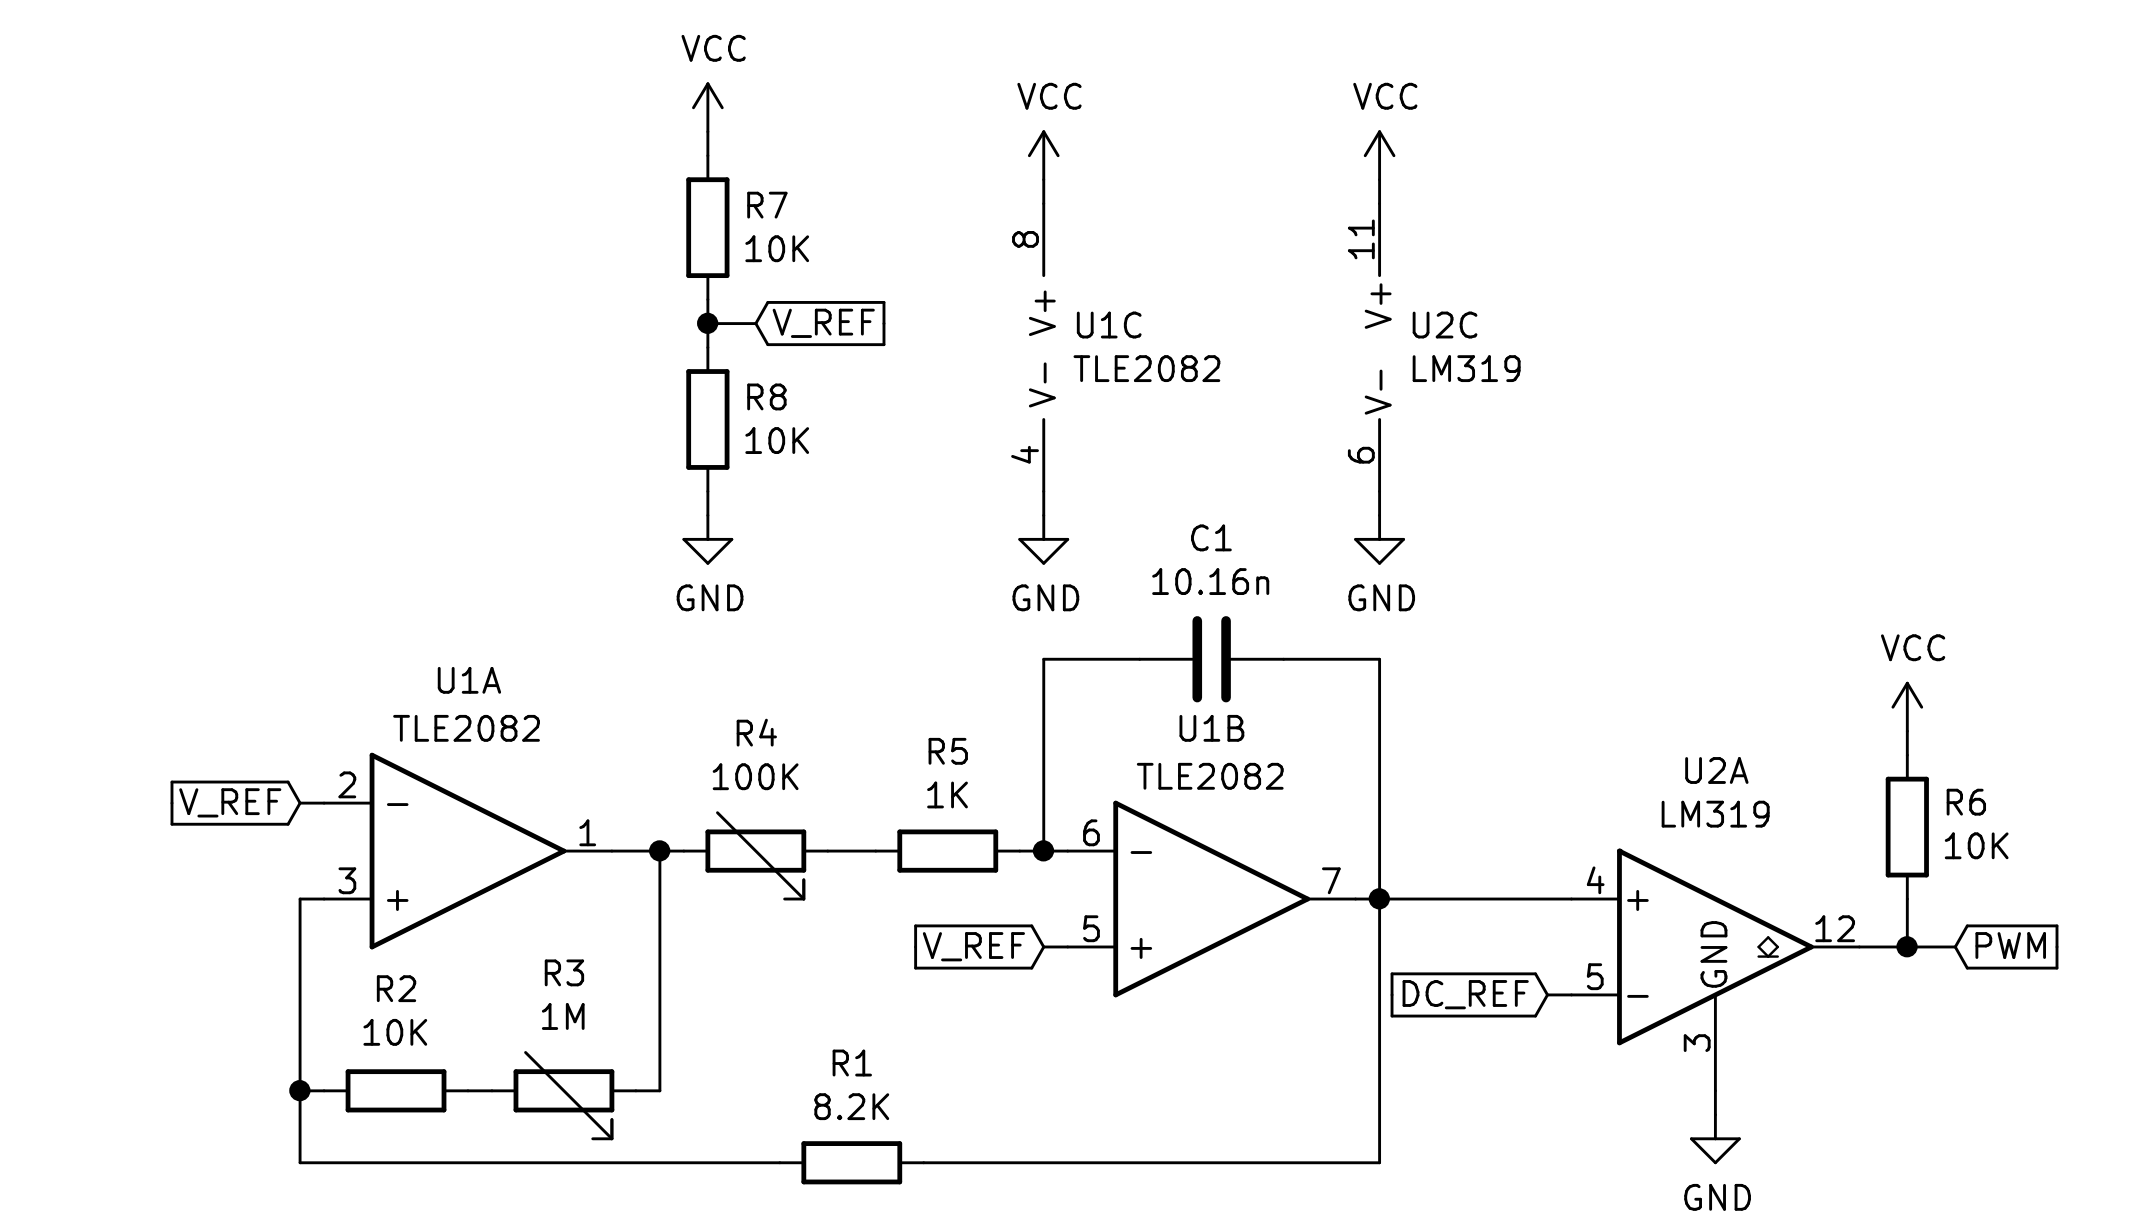 VCC
R7
10K
V_REF
R8
10K
GND
VCC
8
V+
V-
U1C
TLE2082
4
GND
VCC
11
V+
V-
U2C
LM319
6
GND
C1
10.16n
U1A
TLE2082
V_REF
2
-
3
+
1
R4
100K
R5
1K
R2
10K
R3
1M
R1
8.2K
U1B
TLE2082
6
-
V_REF
5
+
7
U2A
LM319
4
+
DC_REF
5
-
GND
3
GND
12
VCC
R6
10K
PWM